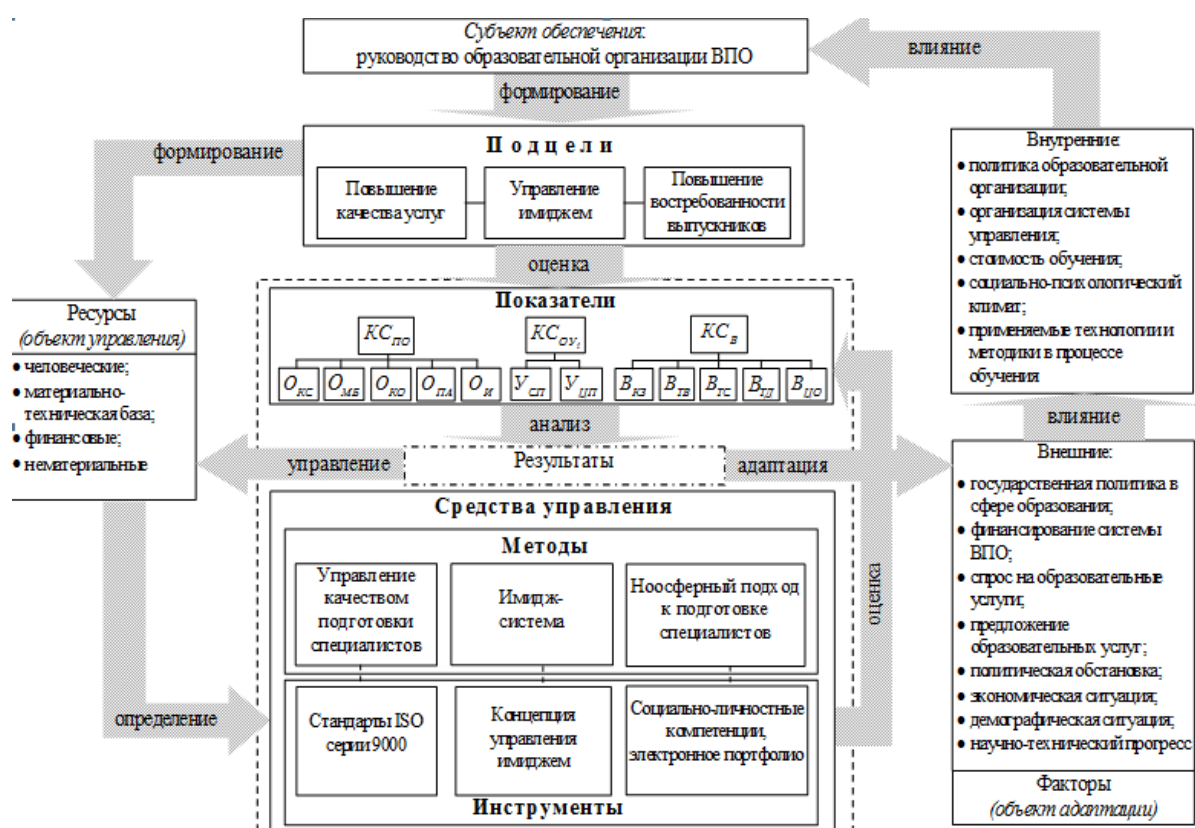 Субъект обеспечения:
руководство образовательной организации ВПО
влияние
формирование
формирование
Подцели
Повышение
качества услуг
Управление
имиджем
Повышение
востребованности
выпускников
оценка
Внутренние:
• политика образовательной
организации;
• организация системы
управления;
• стоимость обучения;
• социально-психологический
климат;
• применяемые технологии и
методики в процессе
обучения
Ресурсы
(объект управления)
• человеческие;
• материально-
техническая база;
• финансовые;
• нематериальные
Показатели
КС_ПО КС_ОУ_i КС_В
О_КС О_МБ О_КО О_ПА О_И У_СП У_ЦП В_КЗ В_ТВ В_ТС В_ТД В_ЦО
анализ
влияние
управление
Результаты
адаптация
Внешние:
• государственная политика в
сфере образования;
• финансирование системы
ВПО;
• спрос на образовательные
услуги;
• предложение
образовательных услуг;
• политическая обстановка;
• экономическая ситуация;
• демографическая ситуация;
• научно-технический прогресс
Факторы
(объект адаптации)
Средства управления
Методы
Управление
качеством
подготовки
специалистов
Имидж-
система
Ноосферный подход
к подготовке
специалистов
оценка
определение
Стандарты ISO
серии 9000
Концепция
управления
имиджем
Социально-личностные
компетенции,
электронное портфолио
Инструменты